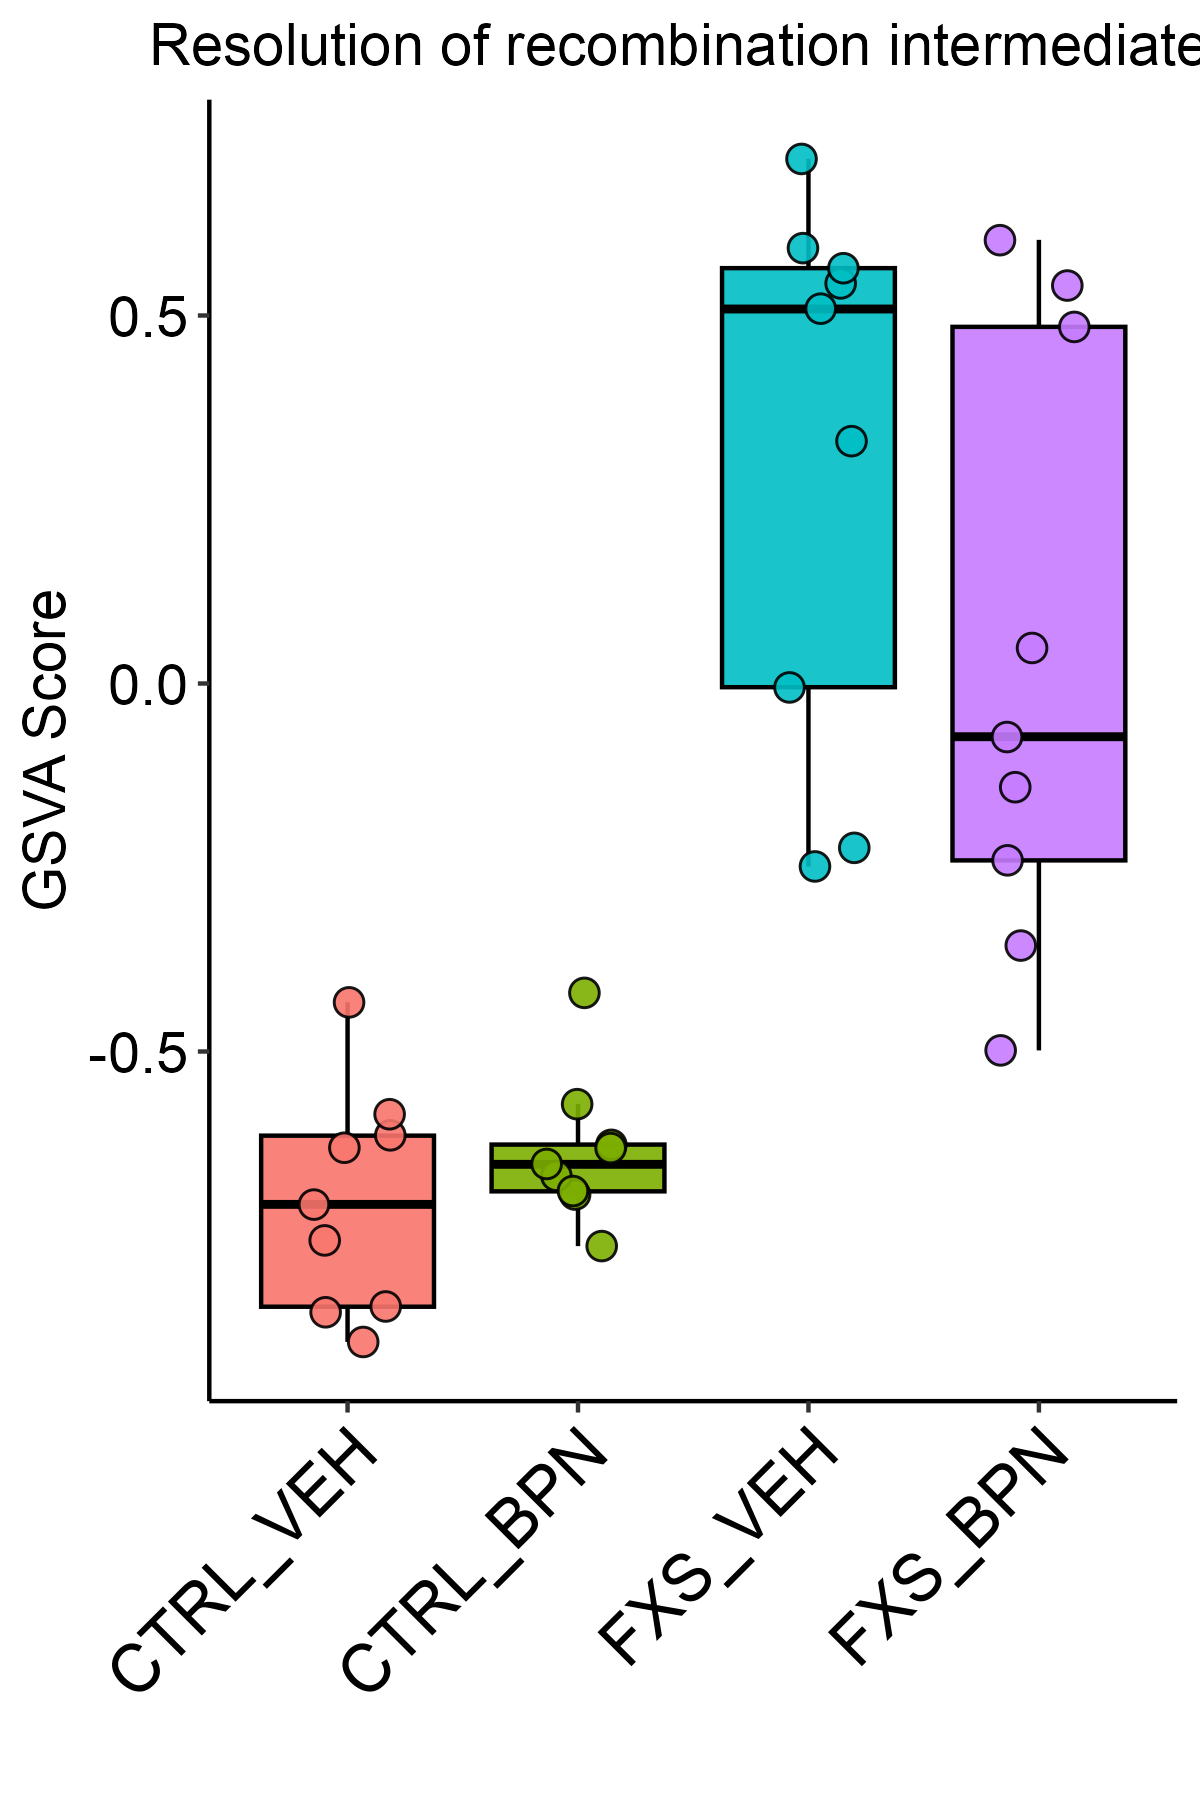 Resolution of recombination intermediate
0.5
0.0
-0.5
GSVA Score
CTRL_VEH
CTRL_BPN
FXS_VEH
FXS_BPN